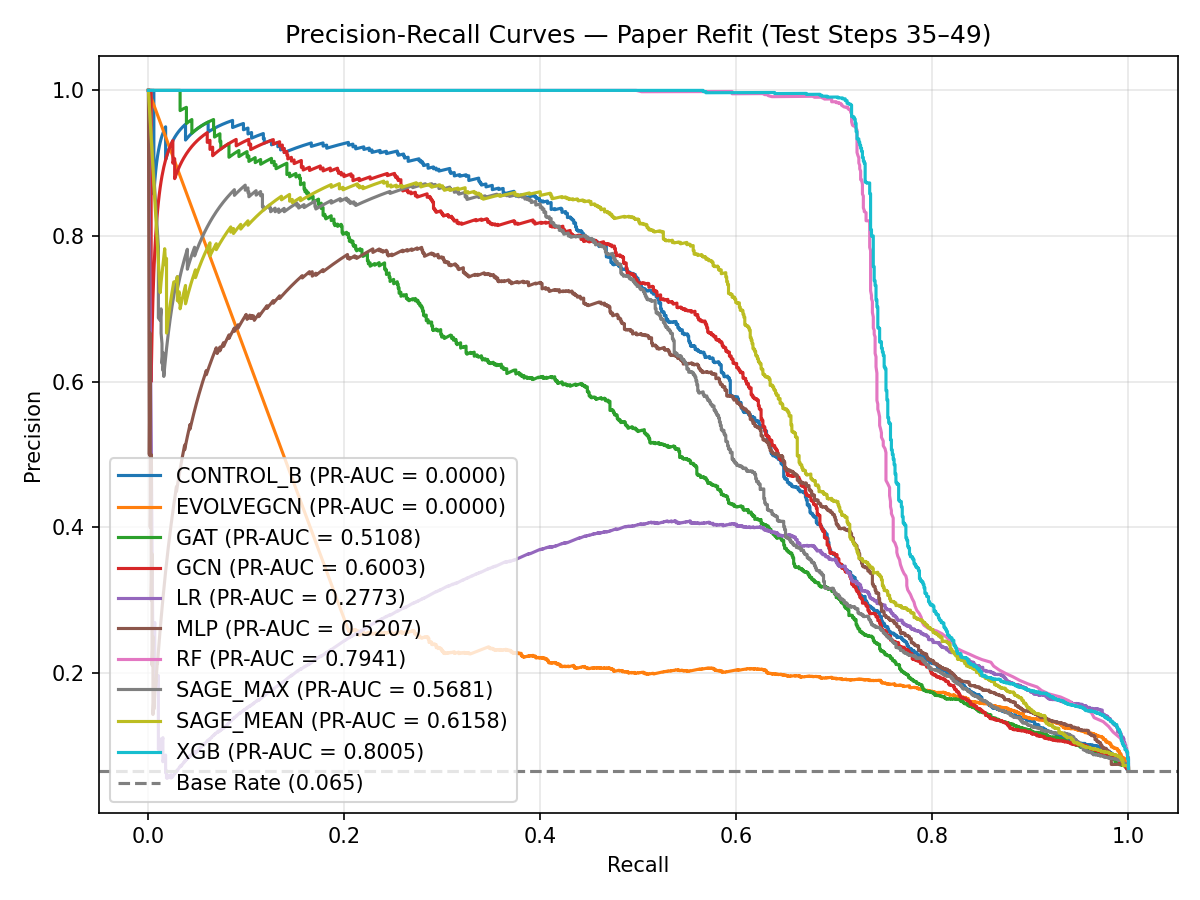 Precision-Recall Curves — Paper Refit (Test Steps 35–49)
1.0
0.8
0.6
0.4
0.2
Precision
CONTROL_B (PR-AUC = 0.0000)
EVOLVEGCN (PR-AUC = 0.0000)
GAT (PR-AUC = 0.5108)
GCN (PR-AUC = 0.6003)
LR (PR-AUC = 0.2773)
MLP (PR-AUC = 0.5207)
RF (PR-AUC = 0.7941)
SAGE_MAX (PR-AUC = 0.5681)
SAGE_MEAN (PR-AUC = 0.6158)
XGB (PR-AUC = 0.8005)
Base Rate (0.065)
0.0 0.2 0.4 0.6 0.8 1.0
Recall